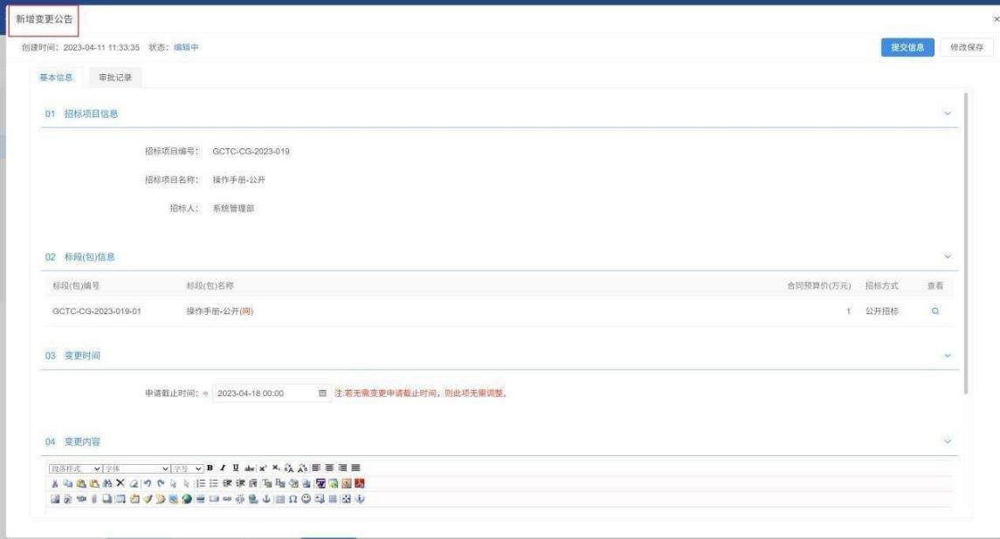 新增变更公告
创建时间：2023-04-11 11:33:35 状态：编辑中 提交信息 修改保存
基本信息 审批记录
01 招标项目信息
招标项目编号： GCTC-CG-2023-019
招标项目名称： 操作手册-公开
招标人： 系统管理部
02 标段(包)信息
标段(包)编号 标段(包)名称 合同预算价(万元) 招标方式 查看
GCTC-CG-2023-019-01 操作手册-公开(网) 1 公开招标
03 变更时间
申请截止时间：* 2023-04-18 00:00 注:若无需变更申请截止时间，则此项无需调整。
04 变更内容
段落样式 字体 字号